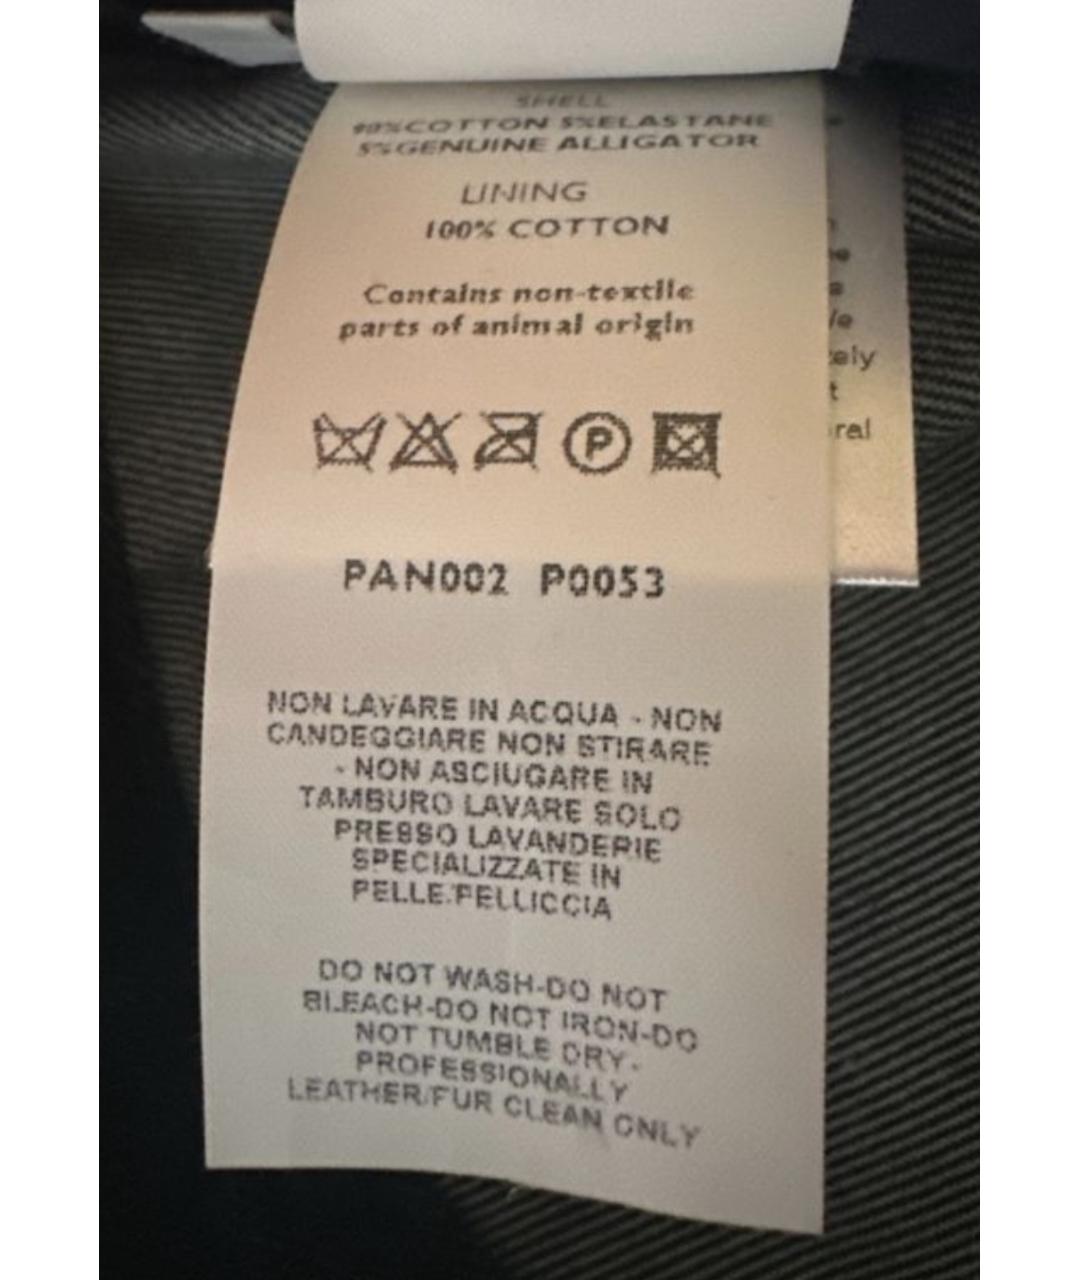 SHELL
90%COTTON 5%ELASTANE
5%GENUINE ALLIGATOR
LINING
100% COTTON
Contains non-textile
parts of animal origin
P
PAN002 P0053
NON LAVARE IN ACQUA - NON
CANDEGGIARE NON STIRARE
- NON ASCIUGARE IN
TAMBURO LAVARE SOLO
PRESSO LAVANDERIE
SPECIALIZZATE IN
PELLE/PELLICCIA
DO NOT WASH-DO NOT
BLEACH-DO NOT IRON-DO
NOT TUMBLE DRY-
PROFESSIONALLY
LEATHER/FUR CLEAN ONLY